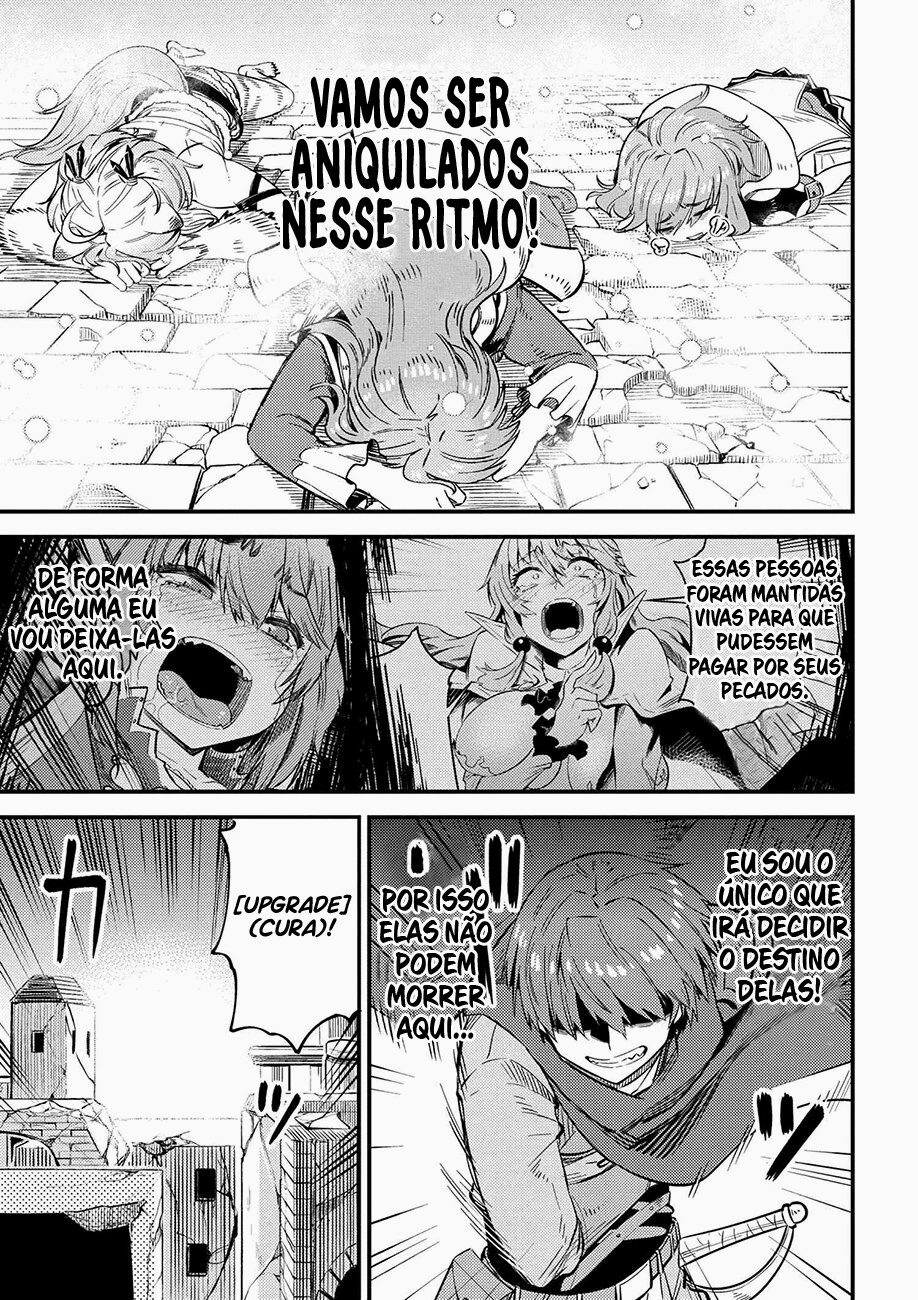 VAMOS SER
ANIQUILADOS
NESSE RITMO!
ESSAS PESSOAS
FORAM MANTIDAS
VIVAS PARA QUE
PUDESSEM
PAGAR POR SEUS
PECADOS.
DE FORMA
ALGUMA EU
VOU DEIXA-LAS
AQUI.
EU SOU O
ÚNICO QUE
IRÁ DECIDIR
O DESTINO
DELAS!
POR ISSO
ELAS NÃO
PODEM
MORRER
AQUI...
[UPGRADE]
(CURA)!
カ